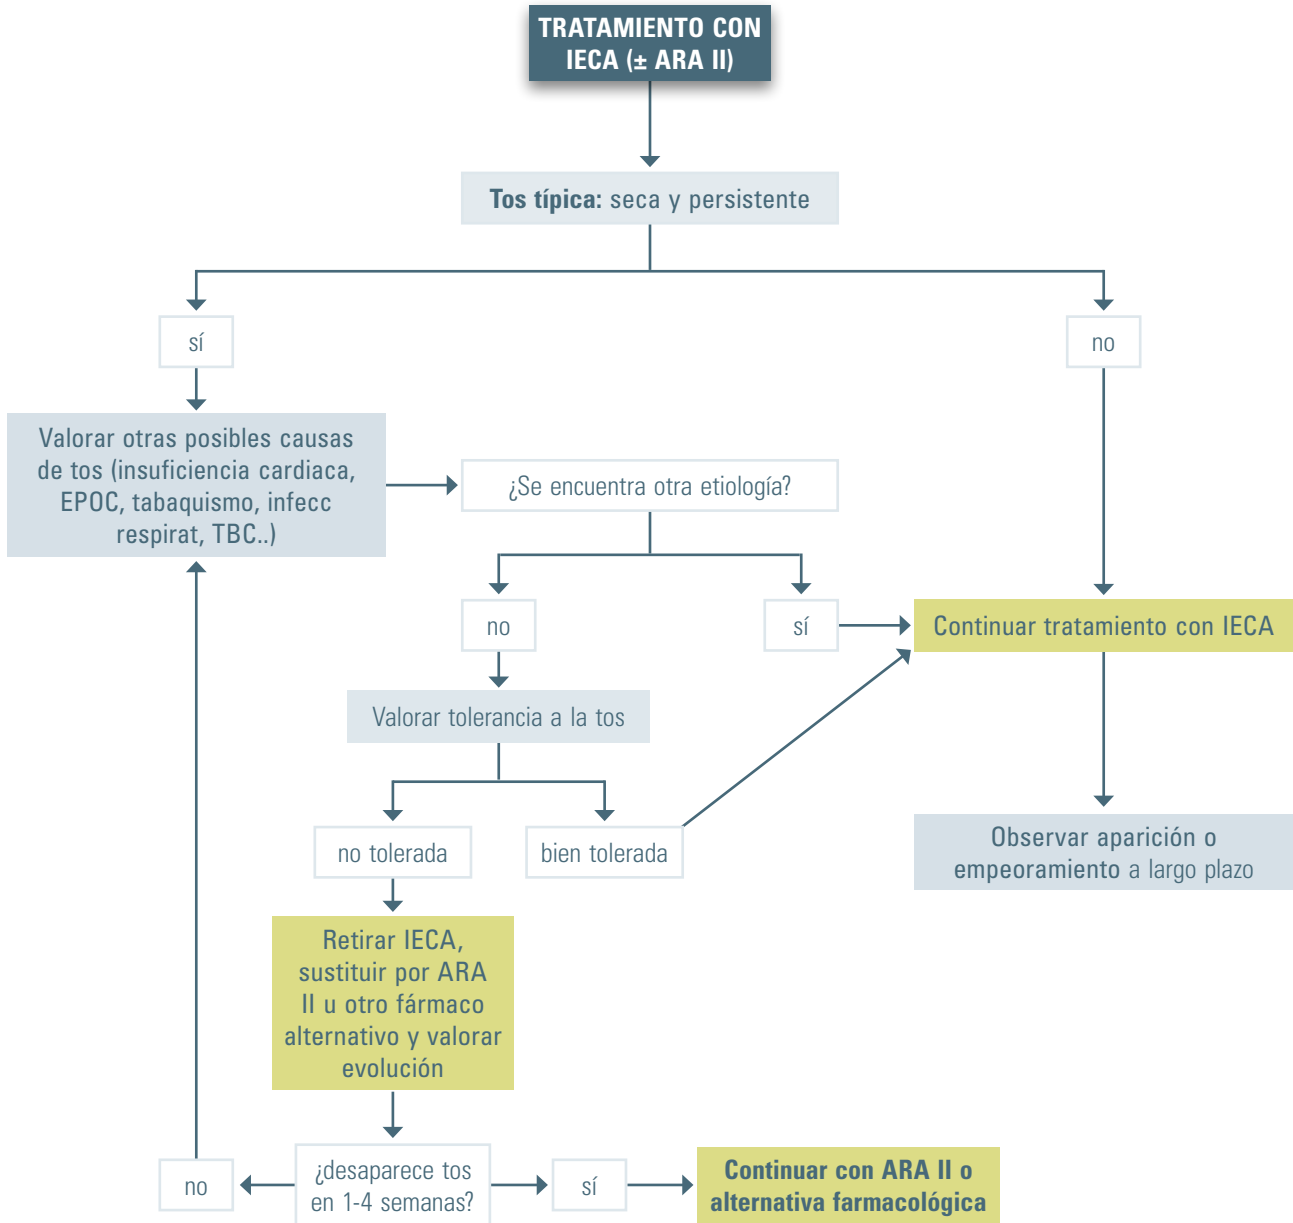 TRATAMIENTO CON
IECA (± ARA II)
Tos típica: seca y persistente
sí
no
Valorar otras posibles causas
de tos (insuficiencia cardiaca,
EPOC, tabaquismo, infecc
respirat, TBC..)
¿Se encuentra otra etiología?
no
sí
Continuar tratamiento con IECA
Valorar tolerancia a la tos
no tolerada
bien tolerada
Observar aparición o
empeoramiento a largo plazo
Retirar IECA,
sustituir por ARA
II u otro fármaco
alternativo y valorar
evolución
no
¿desaparece tos
en 1-4 semanas?
sí
Continuar con ARA II o
alternativa farmacológica